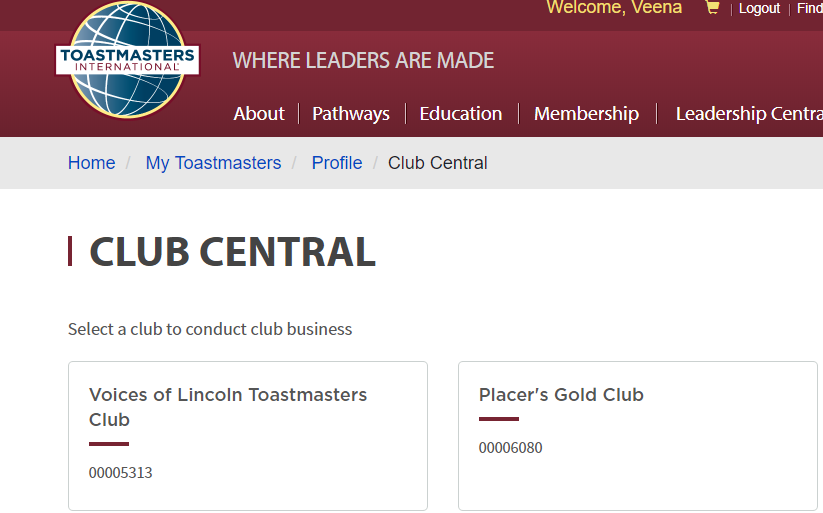 Welcome, Veena
Logout
Find
TOASTMASTERS
INTERNATIONAL
WHERE LEADERS ARE MADE
About
Pathways
Education
Membership
Leadership Centra
Home / My Toastmasters / Profile / Club Central
CLUB CENTRAL
Select a club to conduct club business
Voices of Lincoln Toastmasters
Club
00005313
Placer's Gold Club
00006080